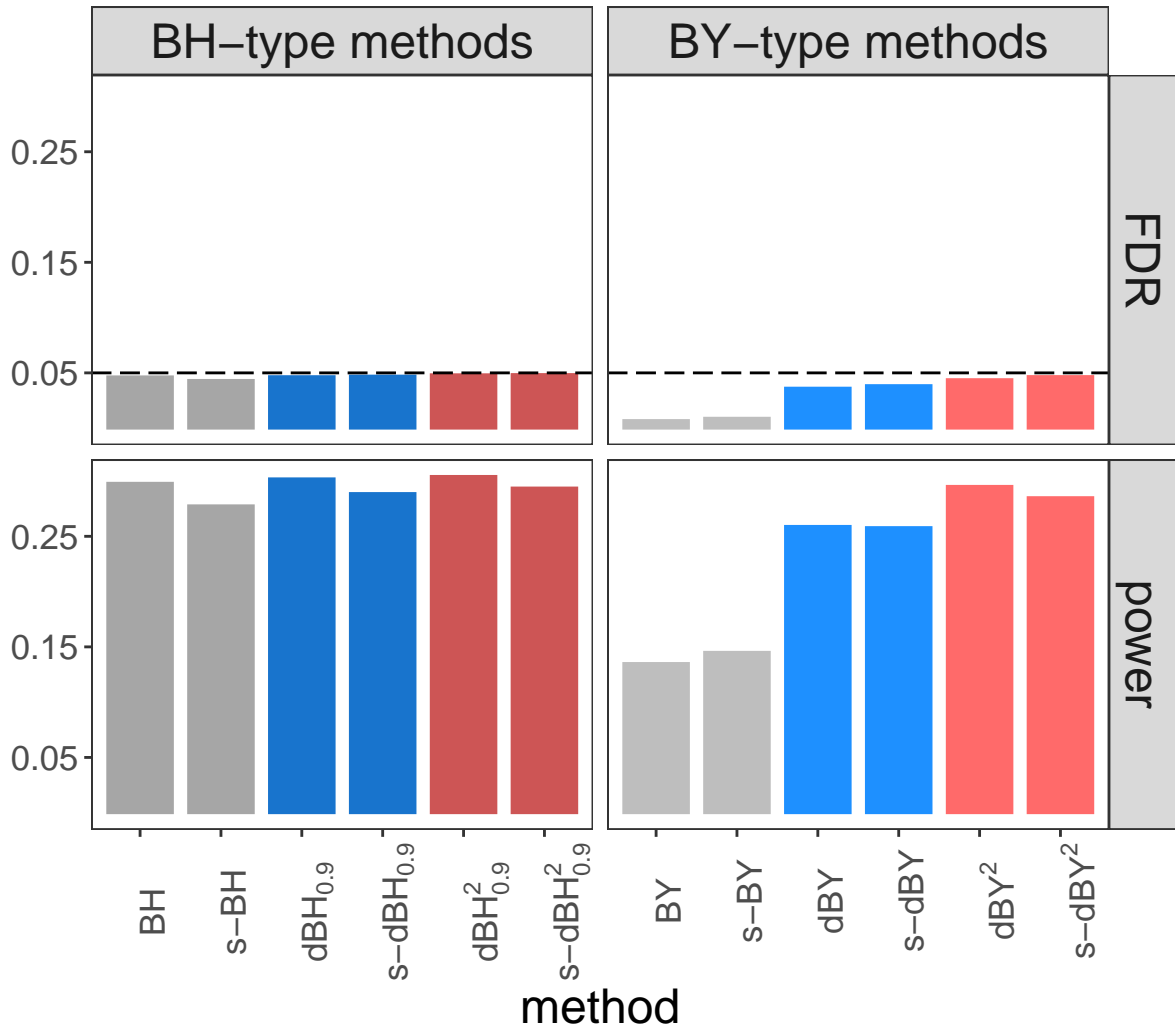 BH−type methods
BY−type methods
0.25
0.15
0.05
FDR
0.25
0.15
0.05
power
BH
s−BH
dBH0.9
s−dBH0.9
dBH²0.9
s−dBH²0.9
BY
s−BY
dBY
s−dBY
dBY²
s−dBY²
method